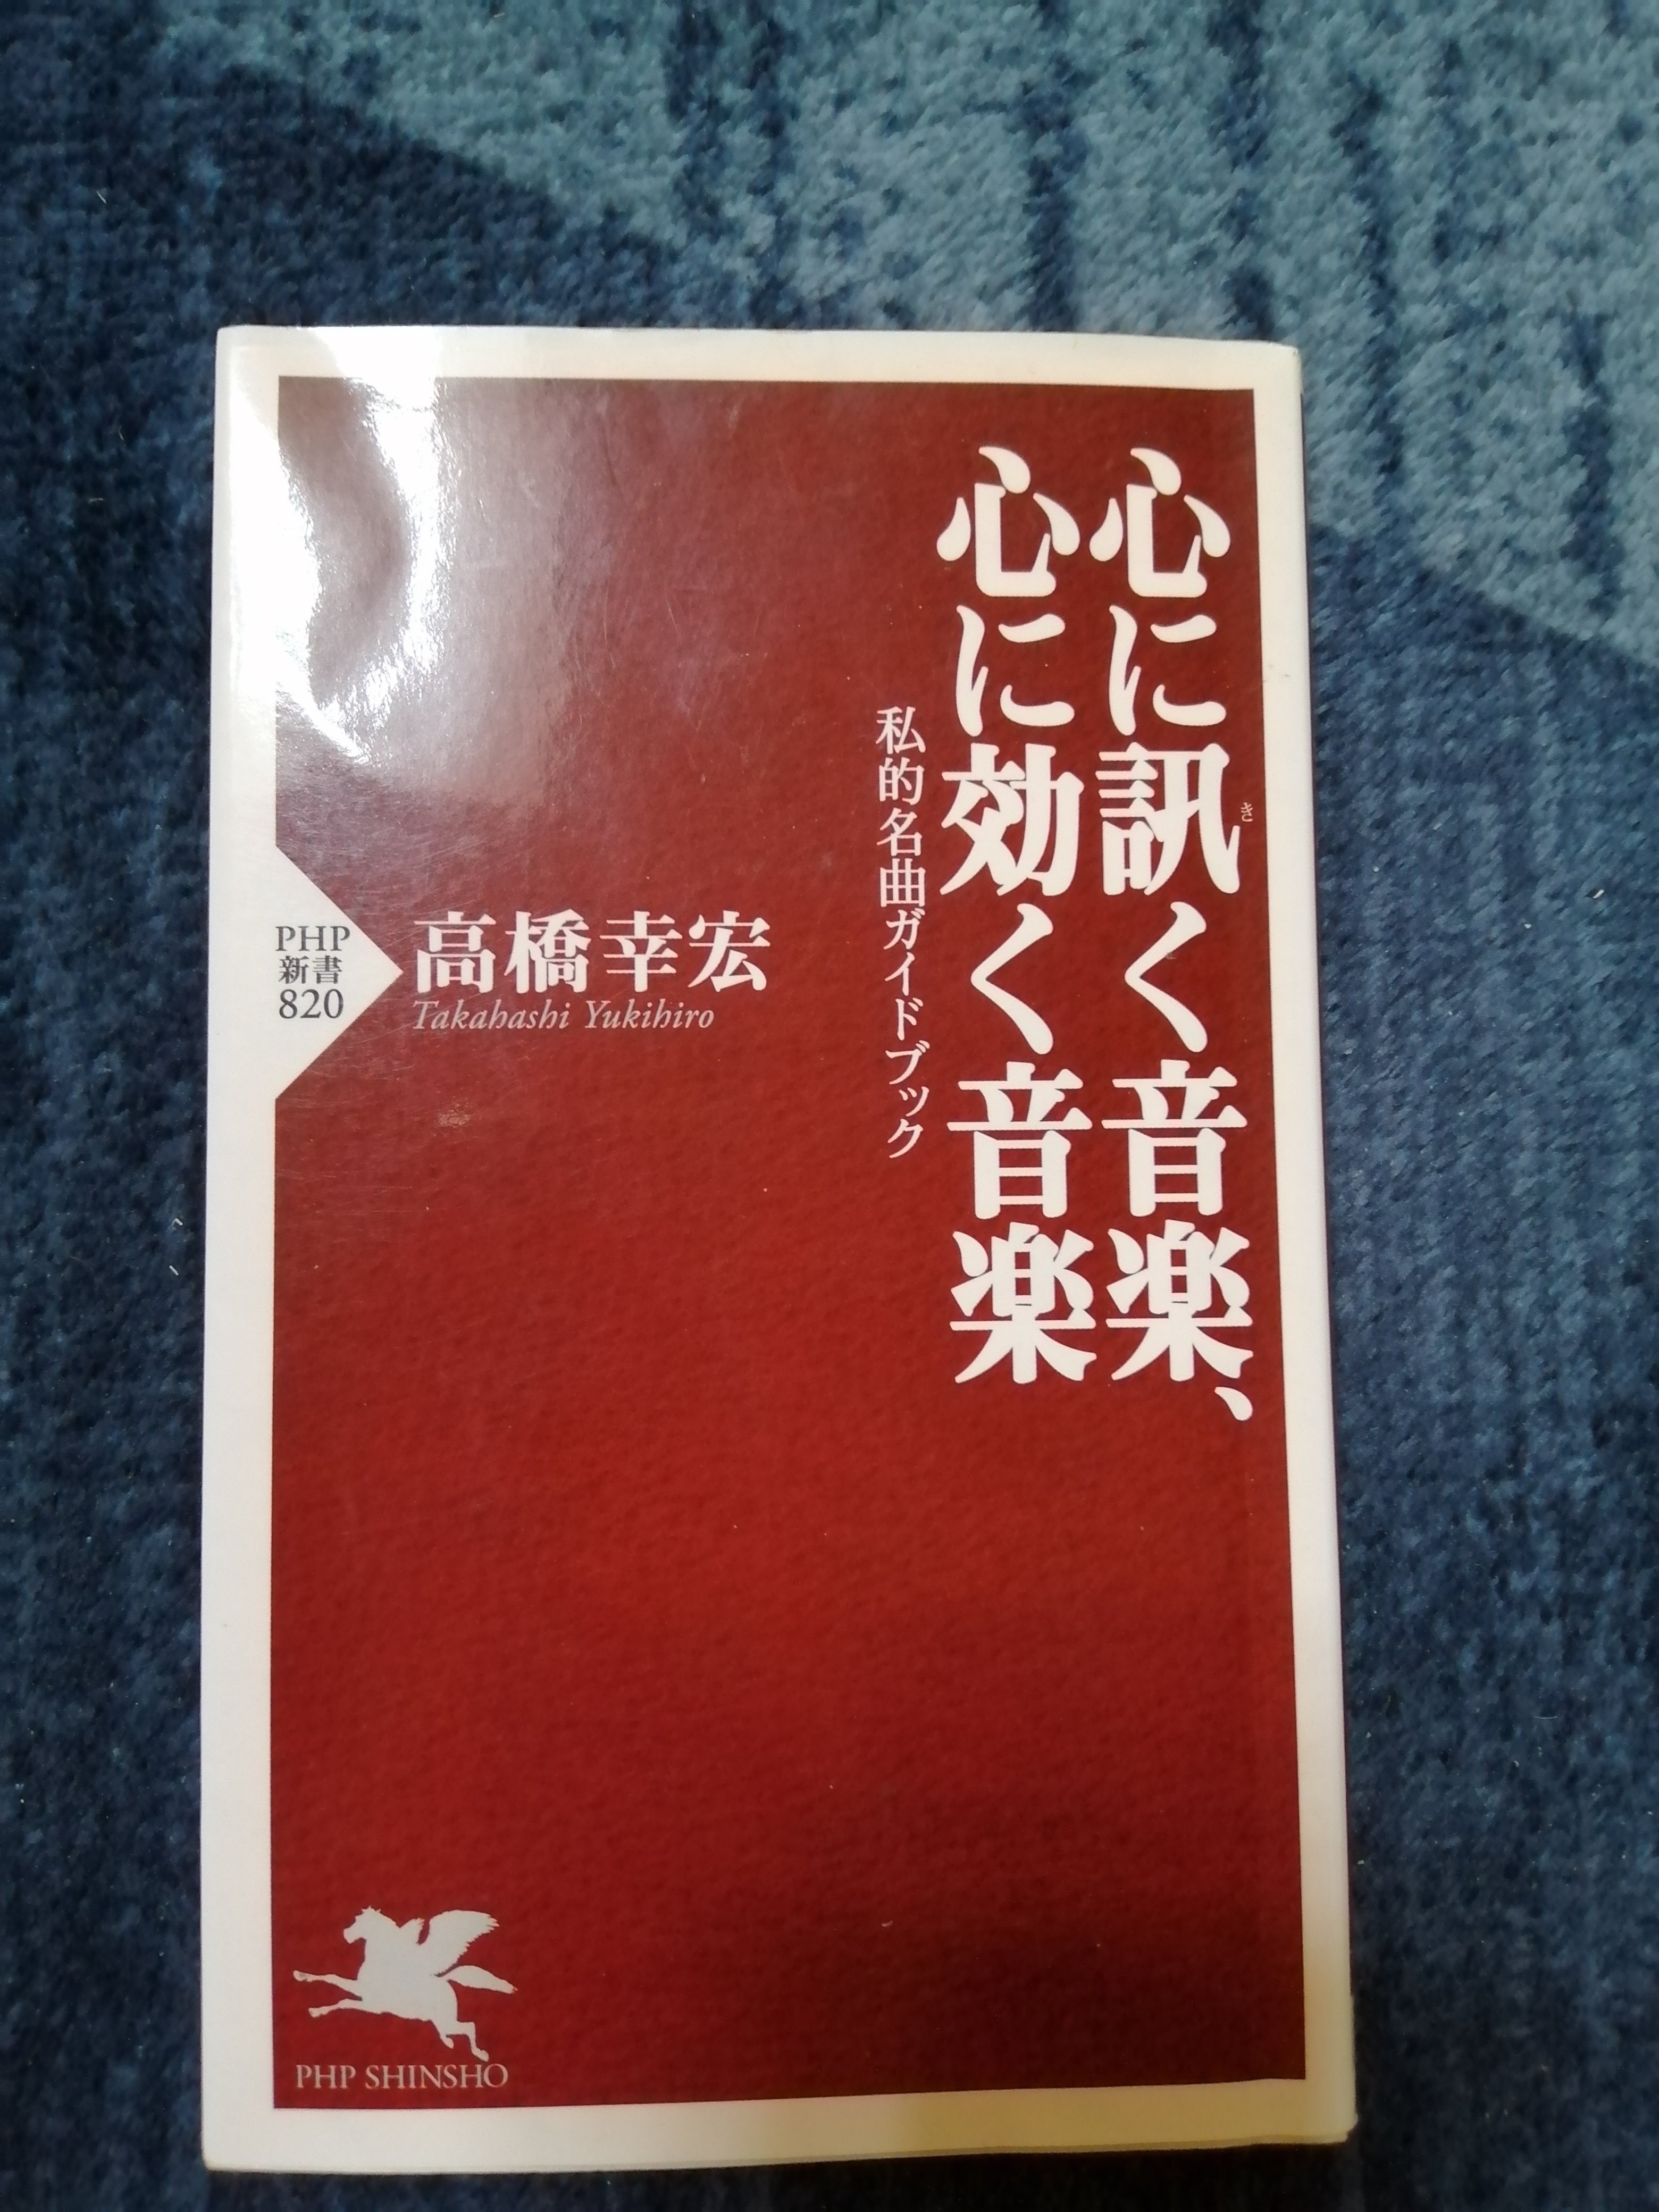 心に訊く音楽、
き
心に効く音楽
私的名曲ガイドブック
高橋幸宏
Takahashi Yukihiro
PHP
新書
820
PHP SHINSHO